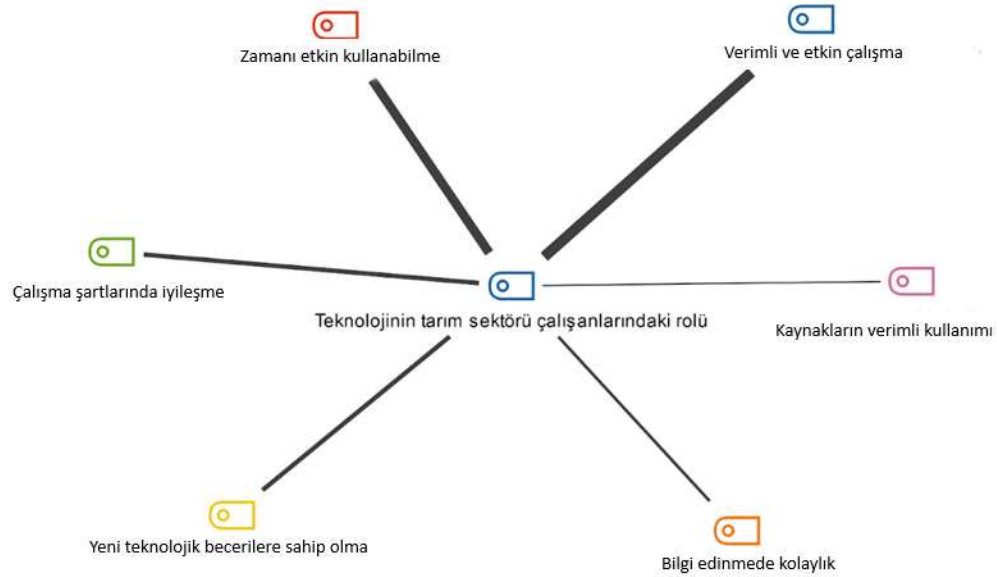 Zamanı etkin kullanabilme
Verimli ve etkin çalışma
Çalışma şartlarında iyileşme
Teknolojinin tarım sektörü çalışanlarındaki rolü
Kaynakların verimli kullanımı
Yeni teknolojik becerilere sahip olma
Bilgi edinmede kolaylık